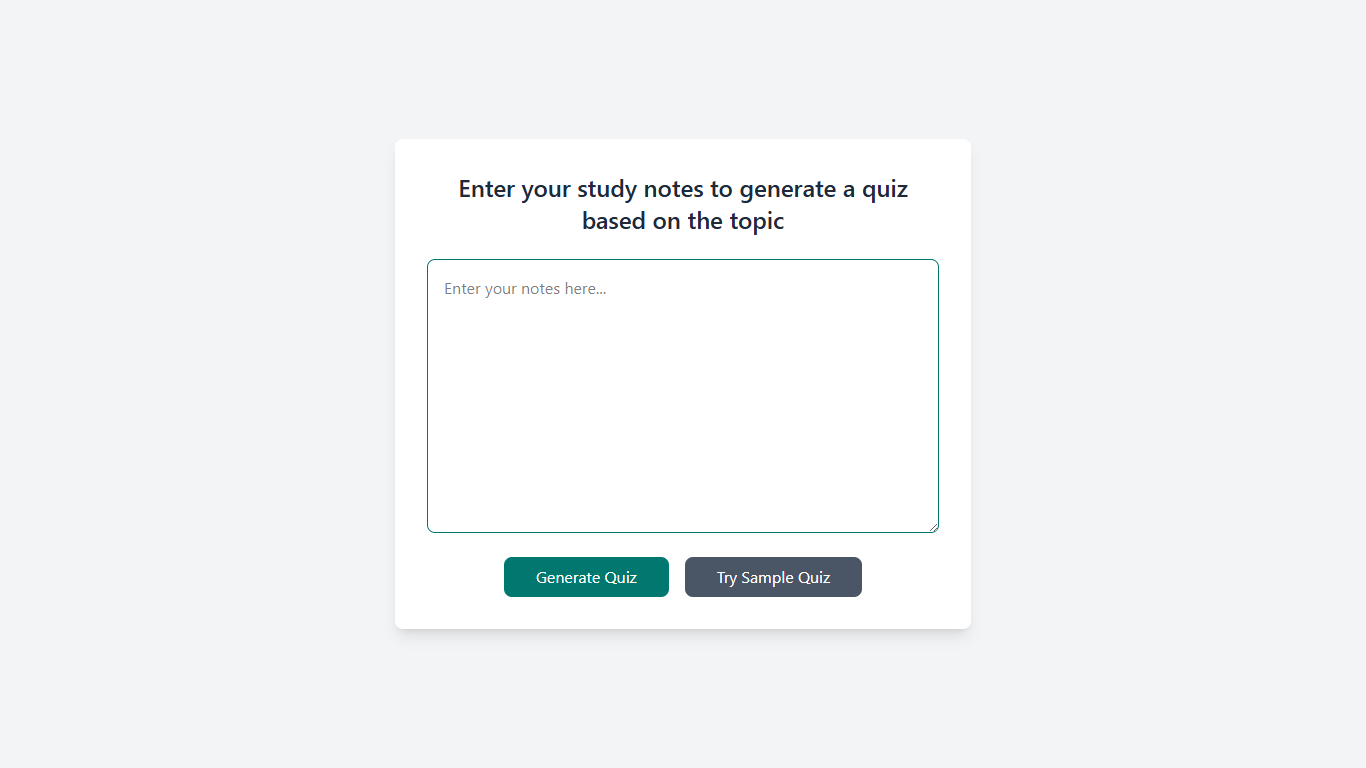 Enter your study notes to generate a quiz
based on the topic
Enter your notes here...
Generate Quiz
Try Sample Quiz